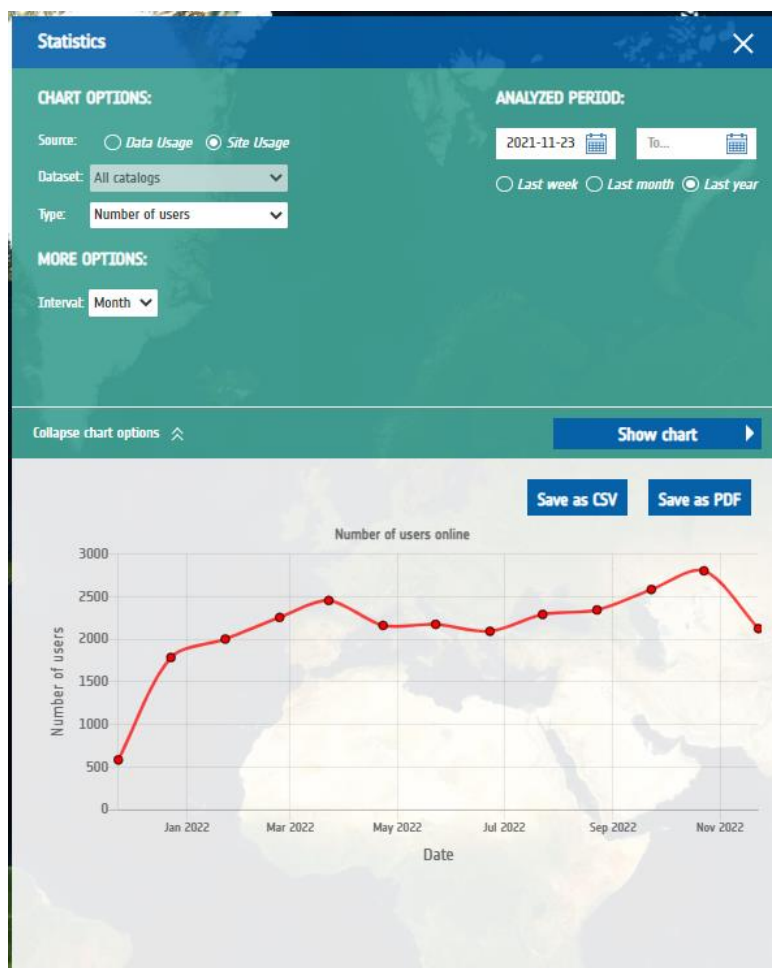 Statistics
CHART OPTIONS:
ANALYZED PERIOD:
Source: Data Usage Site Usage
2021-11-23 To...
Dataset: All catalogs
Last week Last month Last year
Type: Number of users
MORE OPTIONS:
Interval: Month
Collapse chart options
Show chart
Save as CSV Save as PDF
Number of users online
Number of users
3000
2500
2000
1500
1000
500
0
Jan 2022 Mar 2022 May 2022 Jul 2022 Sep 2022 Nov 2022
Date